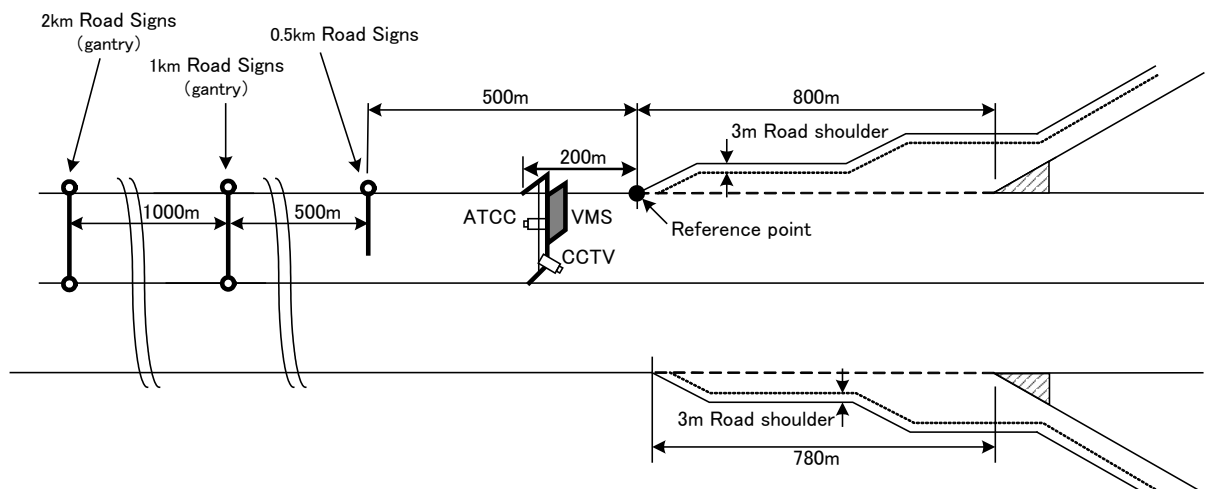 2km Road Signs
（gantry）
0.5km Road Signs
1km Road Signs
（gantry）
500m
800m
3m Road shoulder
200m
1000m
500m
ATCC
VMS
Reference point
CCTV
3m Road shoulder
780m